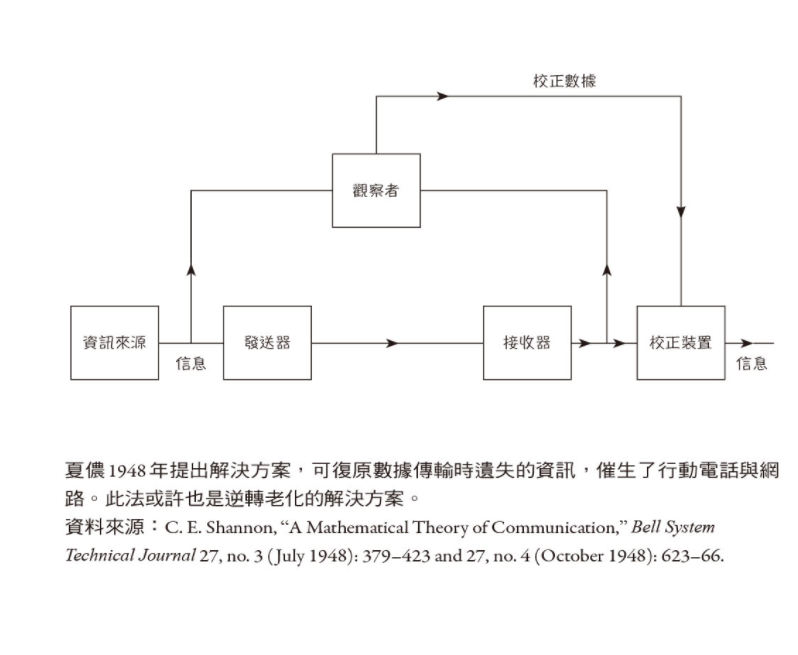 校正數據
觀察者
資訊來源
信息
發送器
接收器
校正裝置
信息
夏儂1948年提出解決方案，可復原數據傳輸時遺失的資訊，催生了行動電話與網
路。此法或許也是逆轉老化的解決方案。
資料來源：C. E. Shannon, “A Mathematical Theory of Communication,” Bell System
Technical Journal 27, no. 3 (July 1948): 379–423 and 27, no. 4 (October 1948): 623–66.